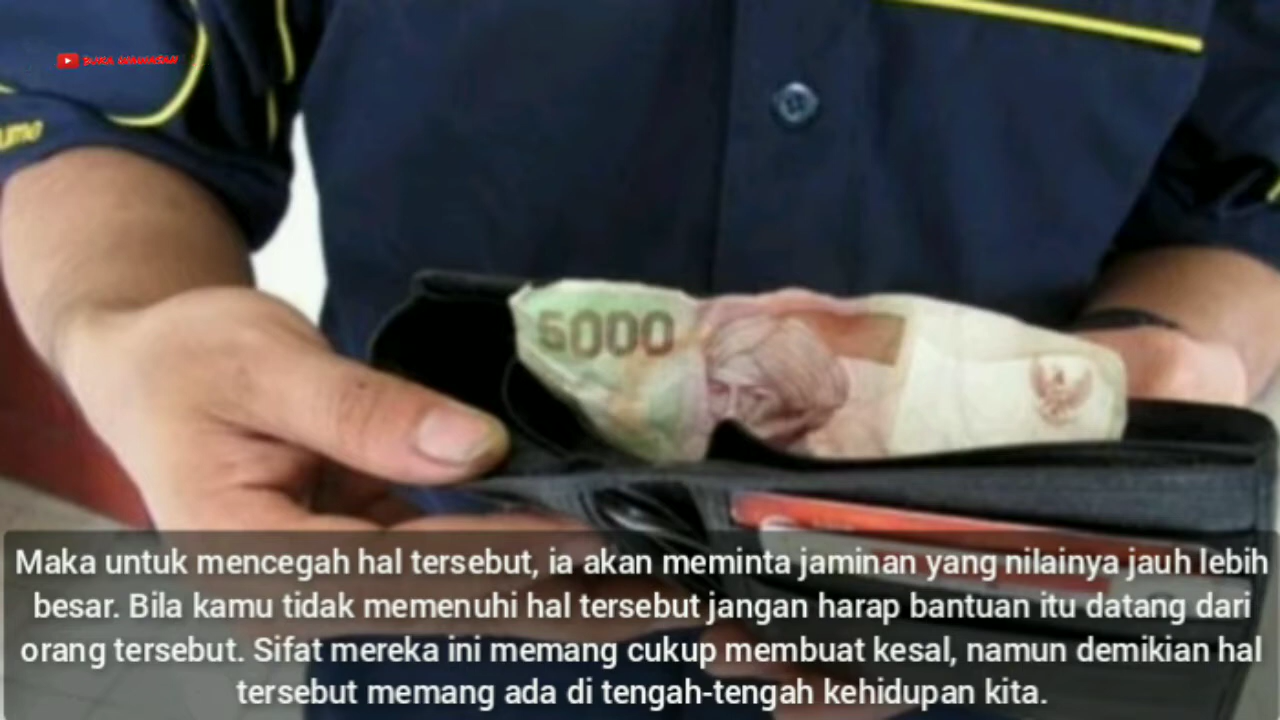 5000
Maka untuk mencegah hal tersebut, ia akan meminta jaminan yang nilainya jauh lebih
besar. Bila kamu tidak memenuhi hal tersebut jangan harap bantuan itu datang dari
orang tersebut. Sifat mereka ini memang cukup membuat kesal, namun demikian hal
tersebut memang ada di tengah-tengah kehidupan kita.